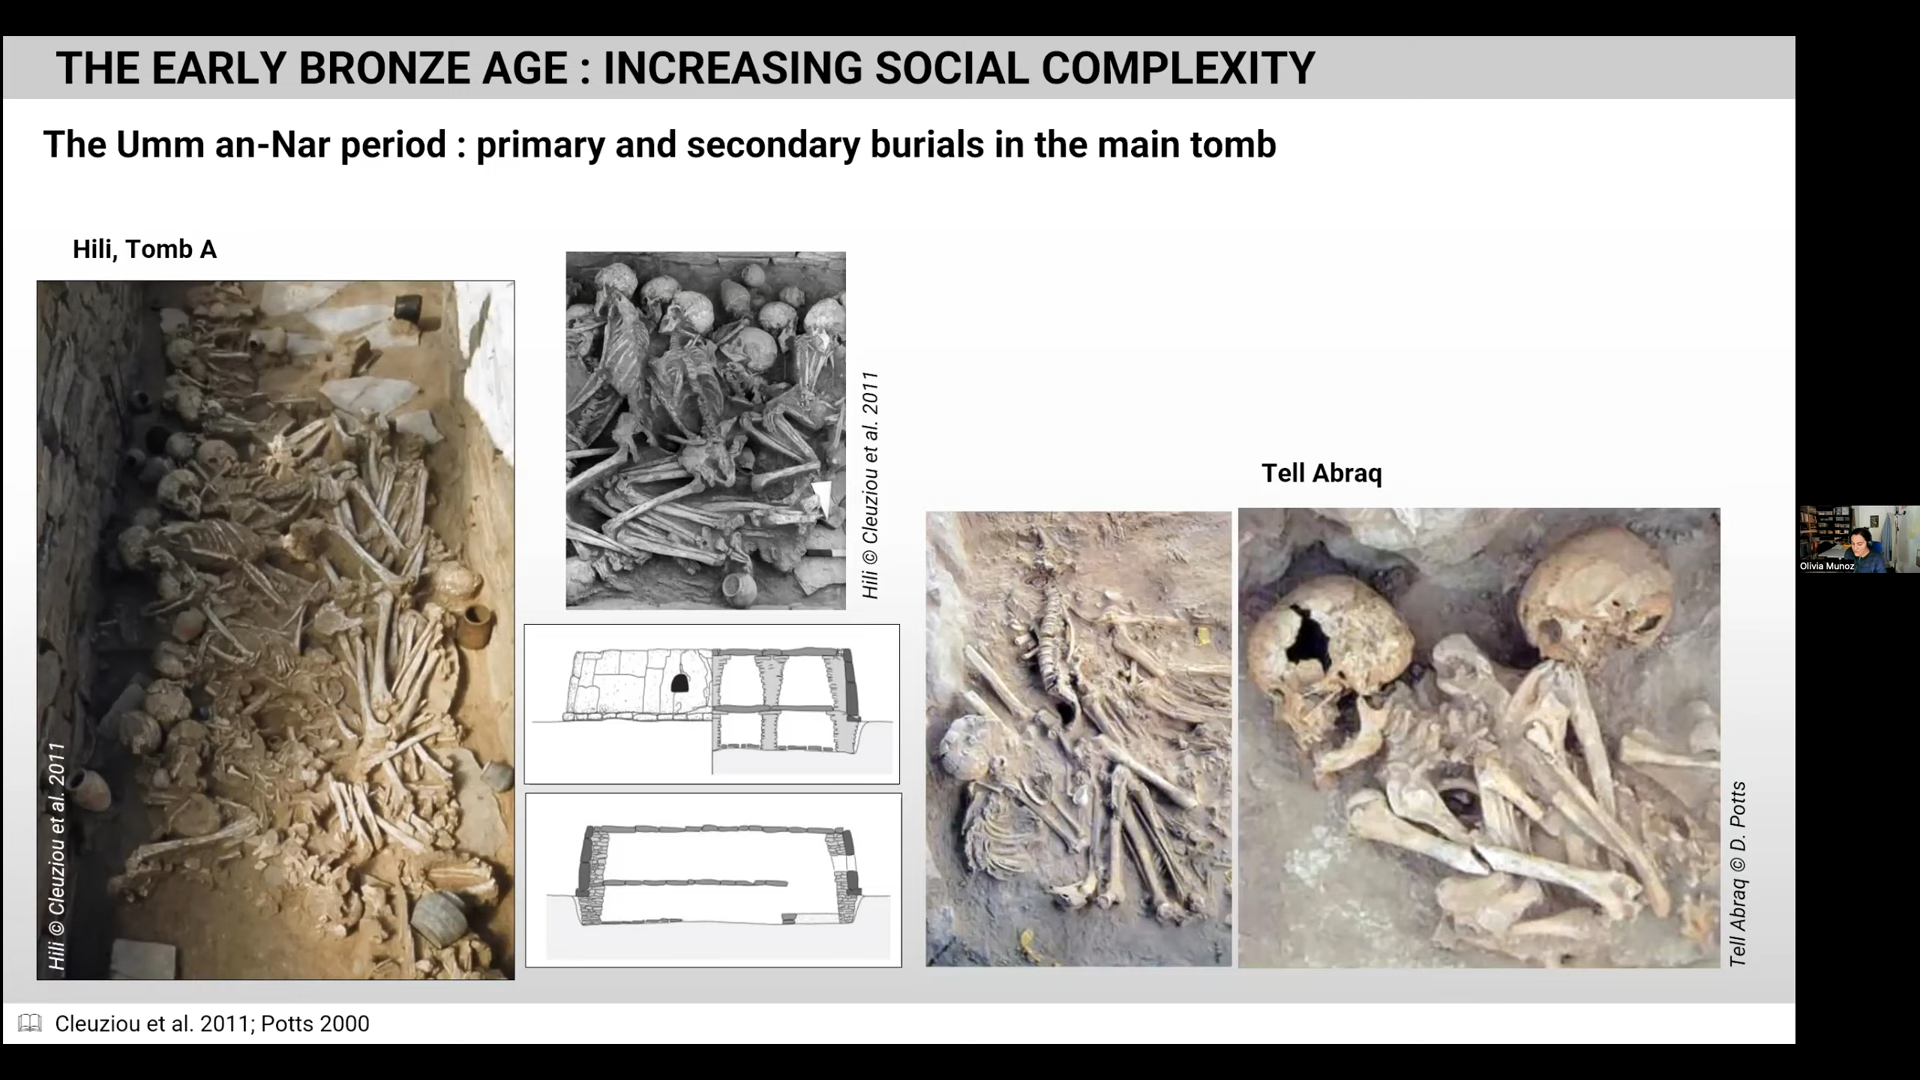 THE EARLY BRONZE AGE : INCREASING SOCIAL COMPLEXITY
The Umm an-Nar period : primary and secondary burials in the main tomb
Hili, Tomb A
Hili © Cleuziou et al. 2011
Hili © Cleuziou et al. 2011
Tell Abraq
Tell Abraq © D. Potts
Cleuziou et al. 2011; Potts 2000
Olivia Munoz